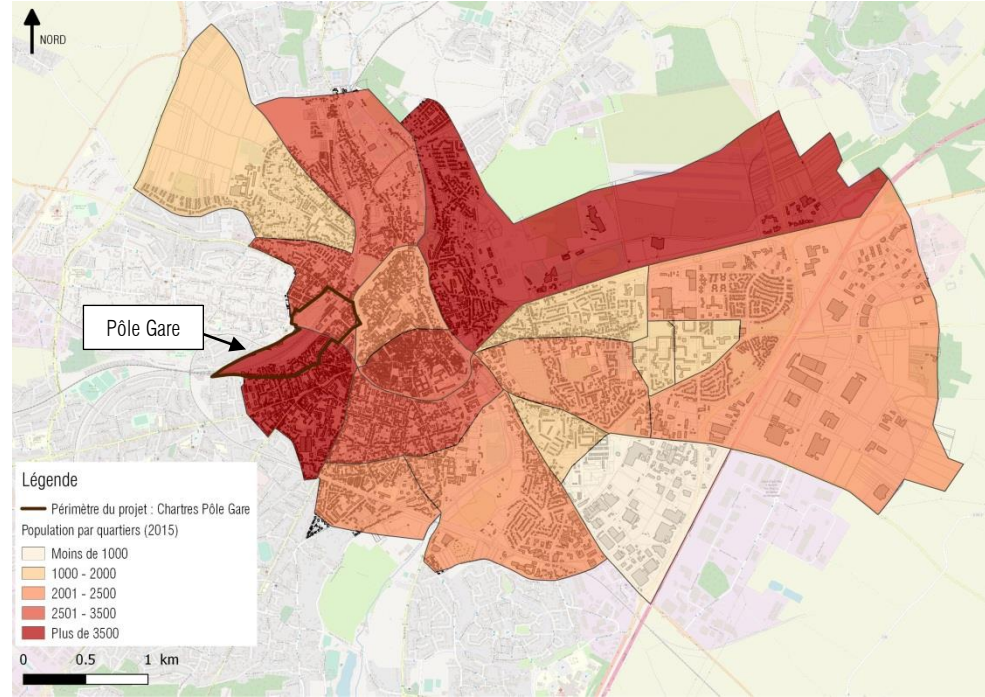 NORD
Pôle Gare
Légende
Périmètre du projet : Chartres Pôle Gare
Population par quartiers (2015)
Moins de 1000
1000 - 2000
2001 - 2500
2501 - 3500
Plus de 3500
0 0.5 1 km